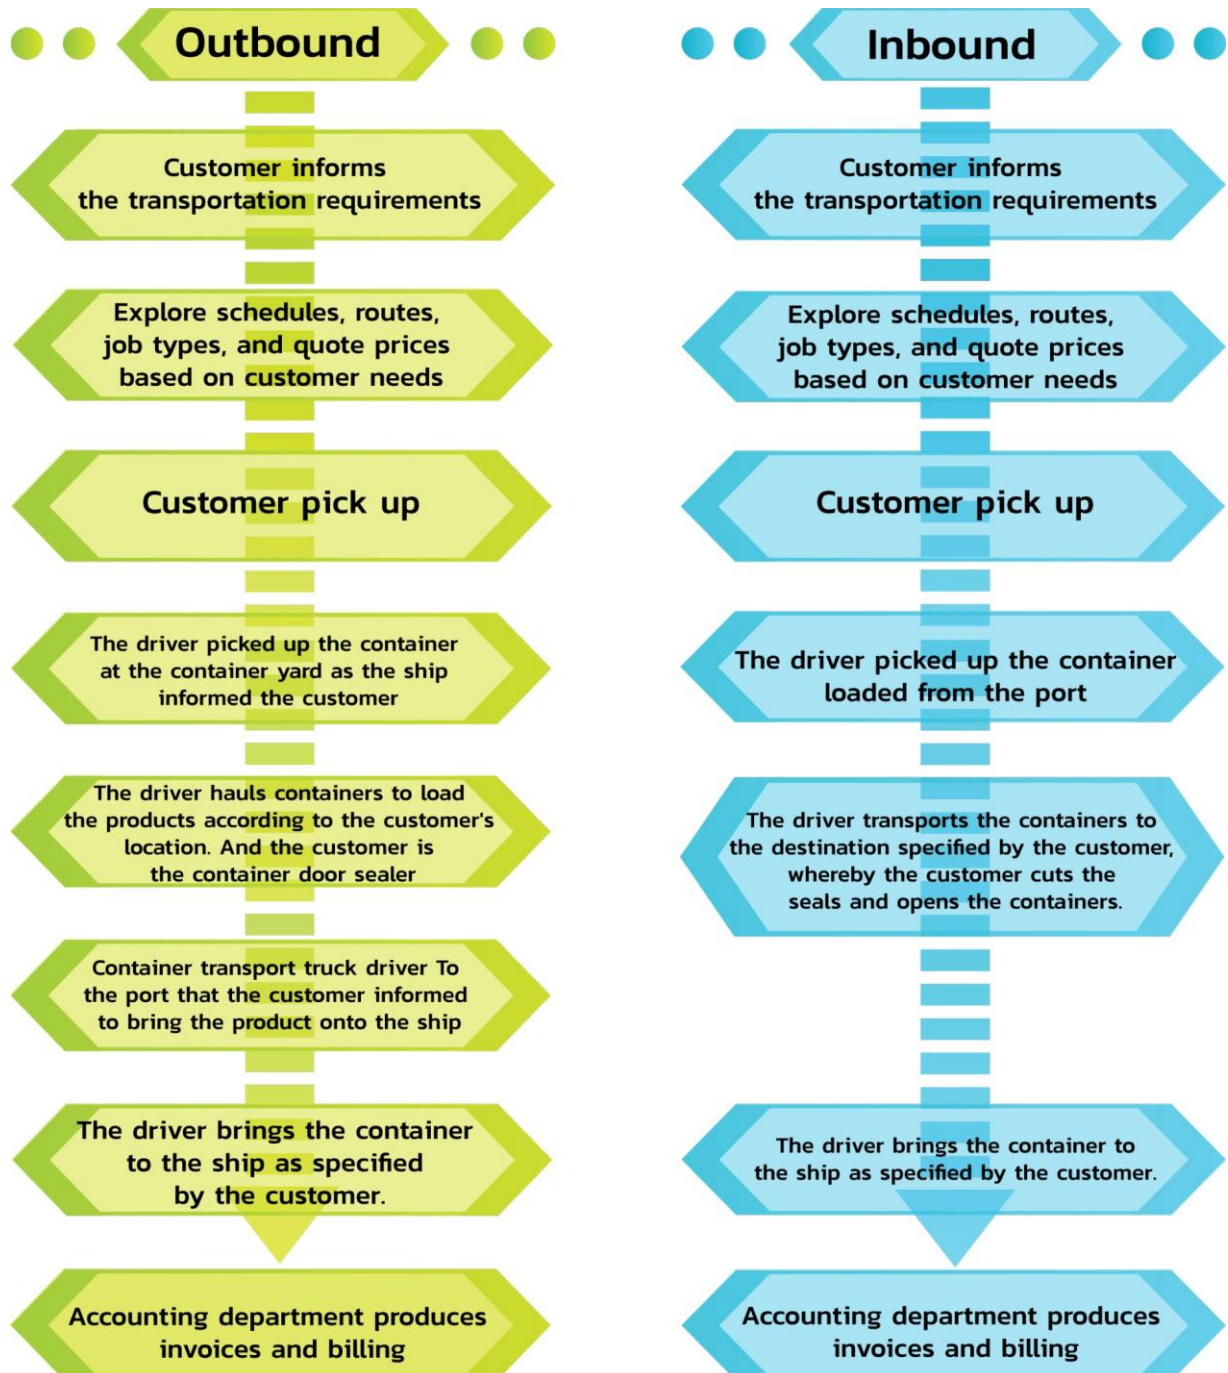 Outbound
Customer informs
the transportation requirements
Explore schedules, routes,
job types, and quote prices
based on customer needs
Customer pick up
The driver picked up the container
at the container yard as the ship
informed the customer
The driver hauls containers to load
the products according to the customer's
location. And the customer is
the container door sealer
Container transport truck driver To
the port that the customer informed
to bring the product onto the ship
The driver brings the container
to the ship as specified
by the customer.
Accounting department produces
invoices and billing
Inbound
Customer informs
the transportation requirements
Explore schedules, routes,
job types, and quote prices
based on customer needs
Customer pick up
The driver picked up the container
loaded from the port
The driver transports the containers to
the destination specified by the customer,
whereby the customer cuts the
seals and opens the containers.
The driver brings the container to
the ship as specified by the customer.
Accounting department produces
invoices and billing